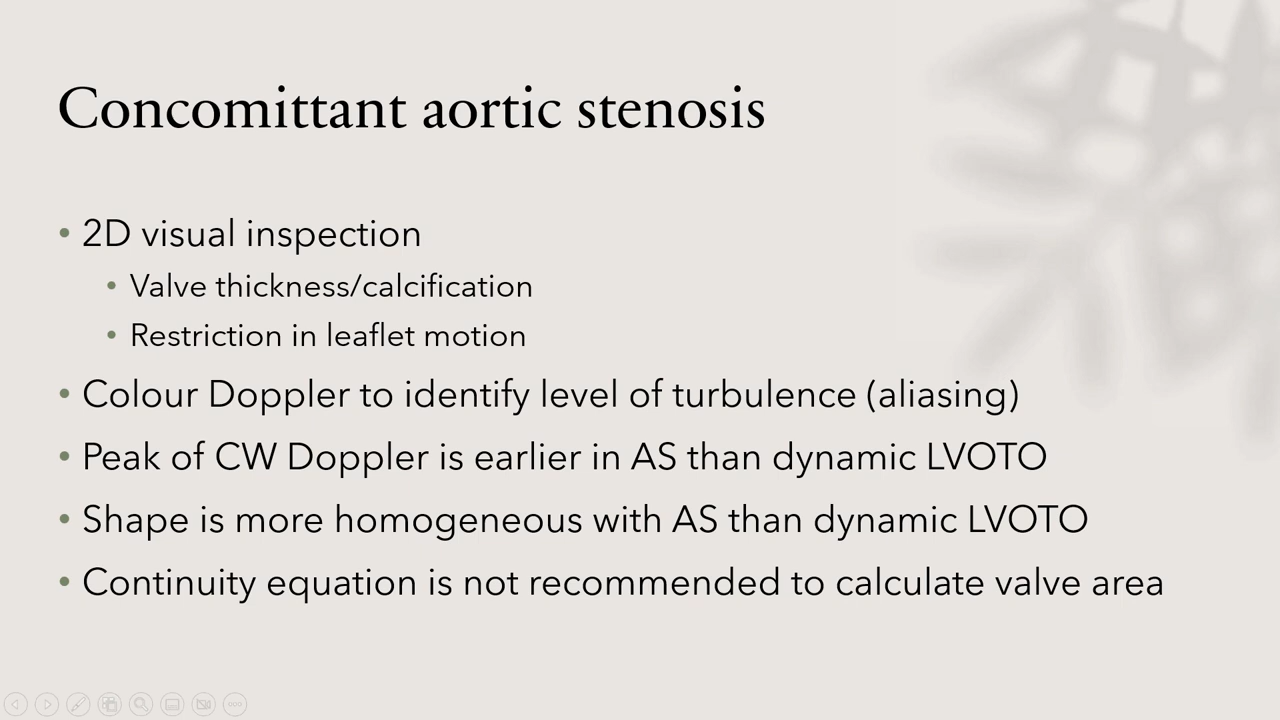 Concomittant aortic stenosis
• 2D visual inspection
• Valve thickness/calcification
• Restriction in leaflet motion
• Colour Doppler to identify level of turbulence (aliasing)
• Peak of CW Doppler is earlier in AS than dynamic LVOTO
• Shape is more homogeneous with AS than dynamic LVOTO
• Continuity equation is not recommended to calculate valve area